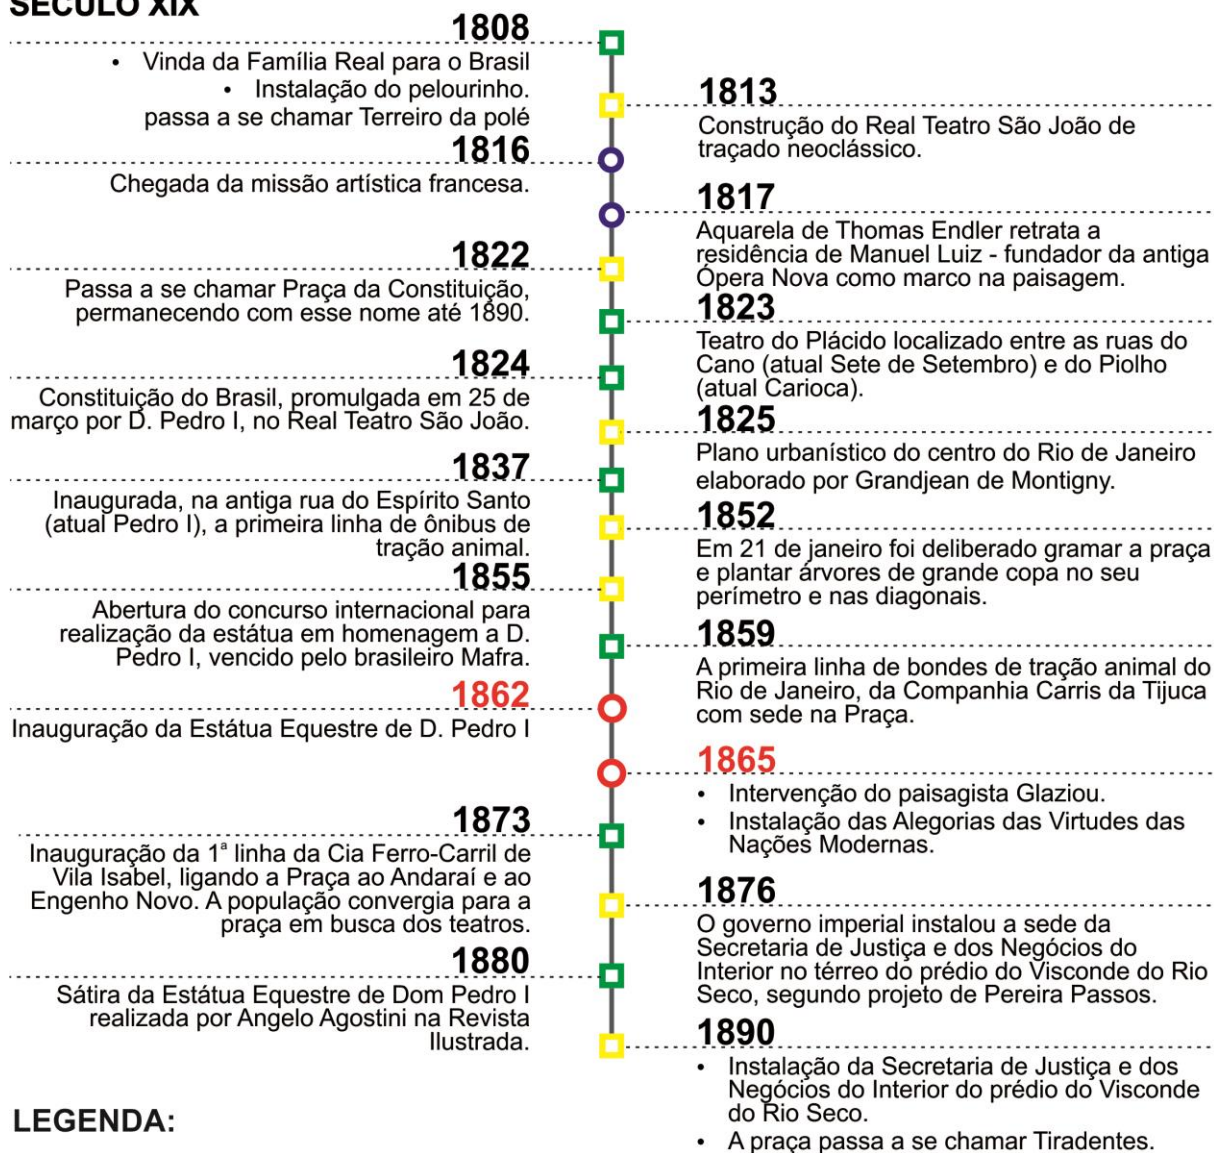 SÉCULO XIX
1808
• Vinda da Família Real para o Brasil
• Instalação do pelourinho.
passa a se chamar Terreiro da polé
1813
Construção do Real Teatro São João de
traçado neoclássico.
1816
Chegada da missão artística francesa.
1817
Aquarela de Thomas Endler retrata a
residência de Manuel Luiz - fundador da antiga
Ópera Nova como marco na paisagem.
1822
Passa a se chamar Praça da Constituição,
permanecendo com esse nome até 1890.
1823
Teatro do Plácido localizado entre as ruas do
Cano (atual Sete de Setembro) e do Piolho
(atual Carioca).
1824
Constituição do Brasil, promulgada em 25 de
março por D. Pedro I, no Real Teatro São João.
1825
Plano urbanístico do centro do Rio de Janeiro
elaborado por Grandjean de Montigny.
1837
Inaugurada, na antiga rua do Espírito Santo
(atual Pedro I), a primeira linha de ônibus de
tração animal.
1852
Em 21 de janeiro foi deliberado gramar a praça
e plantar árvores de grande copa no seu
perímetro e nas diagonais.
1855
Abertura do concurso internacional para
realização da estátua em homenagem a D.
Pedro I, vencido pelo brasileiro Mafra.
1859
A primeira linha de bondes de tração animal do
Rio de Janeiro, da Companhia Carris da Tijuca
com sede na Praça.
1862
Inauguração da Estátua Equestre de D. Pedro I
1865
• Intervenção do paisagista Glaziou.
• Instalação das Alegorias das Virtudes das
Nações Modernas.
1873
Inauguração da 1ª linha da Cia Ferro-Carril de
Vila Isabel, ligando a Praça ao Andaraí e ao
Engenho Novo. A população convergia para a
praça em busca dos teatros.
1876
O governo imperial instalou a sede da
Secretaria de Justiça e dos Negócios do
Interior no térreo do prédio do Visconde do Rio
Seco, segundo projeto de Pereira Passos.
1880
Sátira da Estátua Equestre de Dom Pedro I
realizada por Angelo Agostini na Revista
Ilustrada.
1890
• Instalação da Secretaria de Justiça e dos
Negócios do Interior do prédio do Visconde
do Rio Seco.
• A praça passa a se chamar Tiradentes.
LEGENDA: